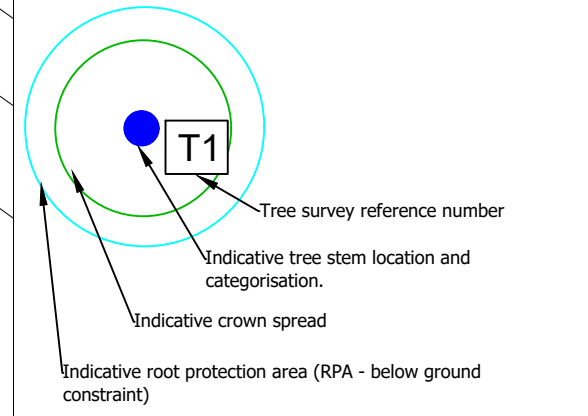 T1
Tree survey reference number
Indicative tree stem location and
categorisation.
Indicative crown spread
Indicative root protection area (RPA - below ground
constraint)